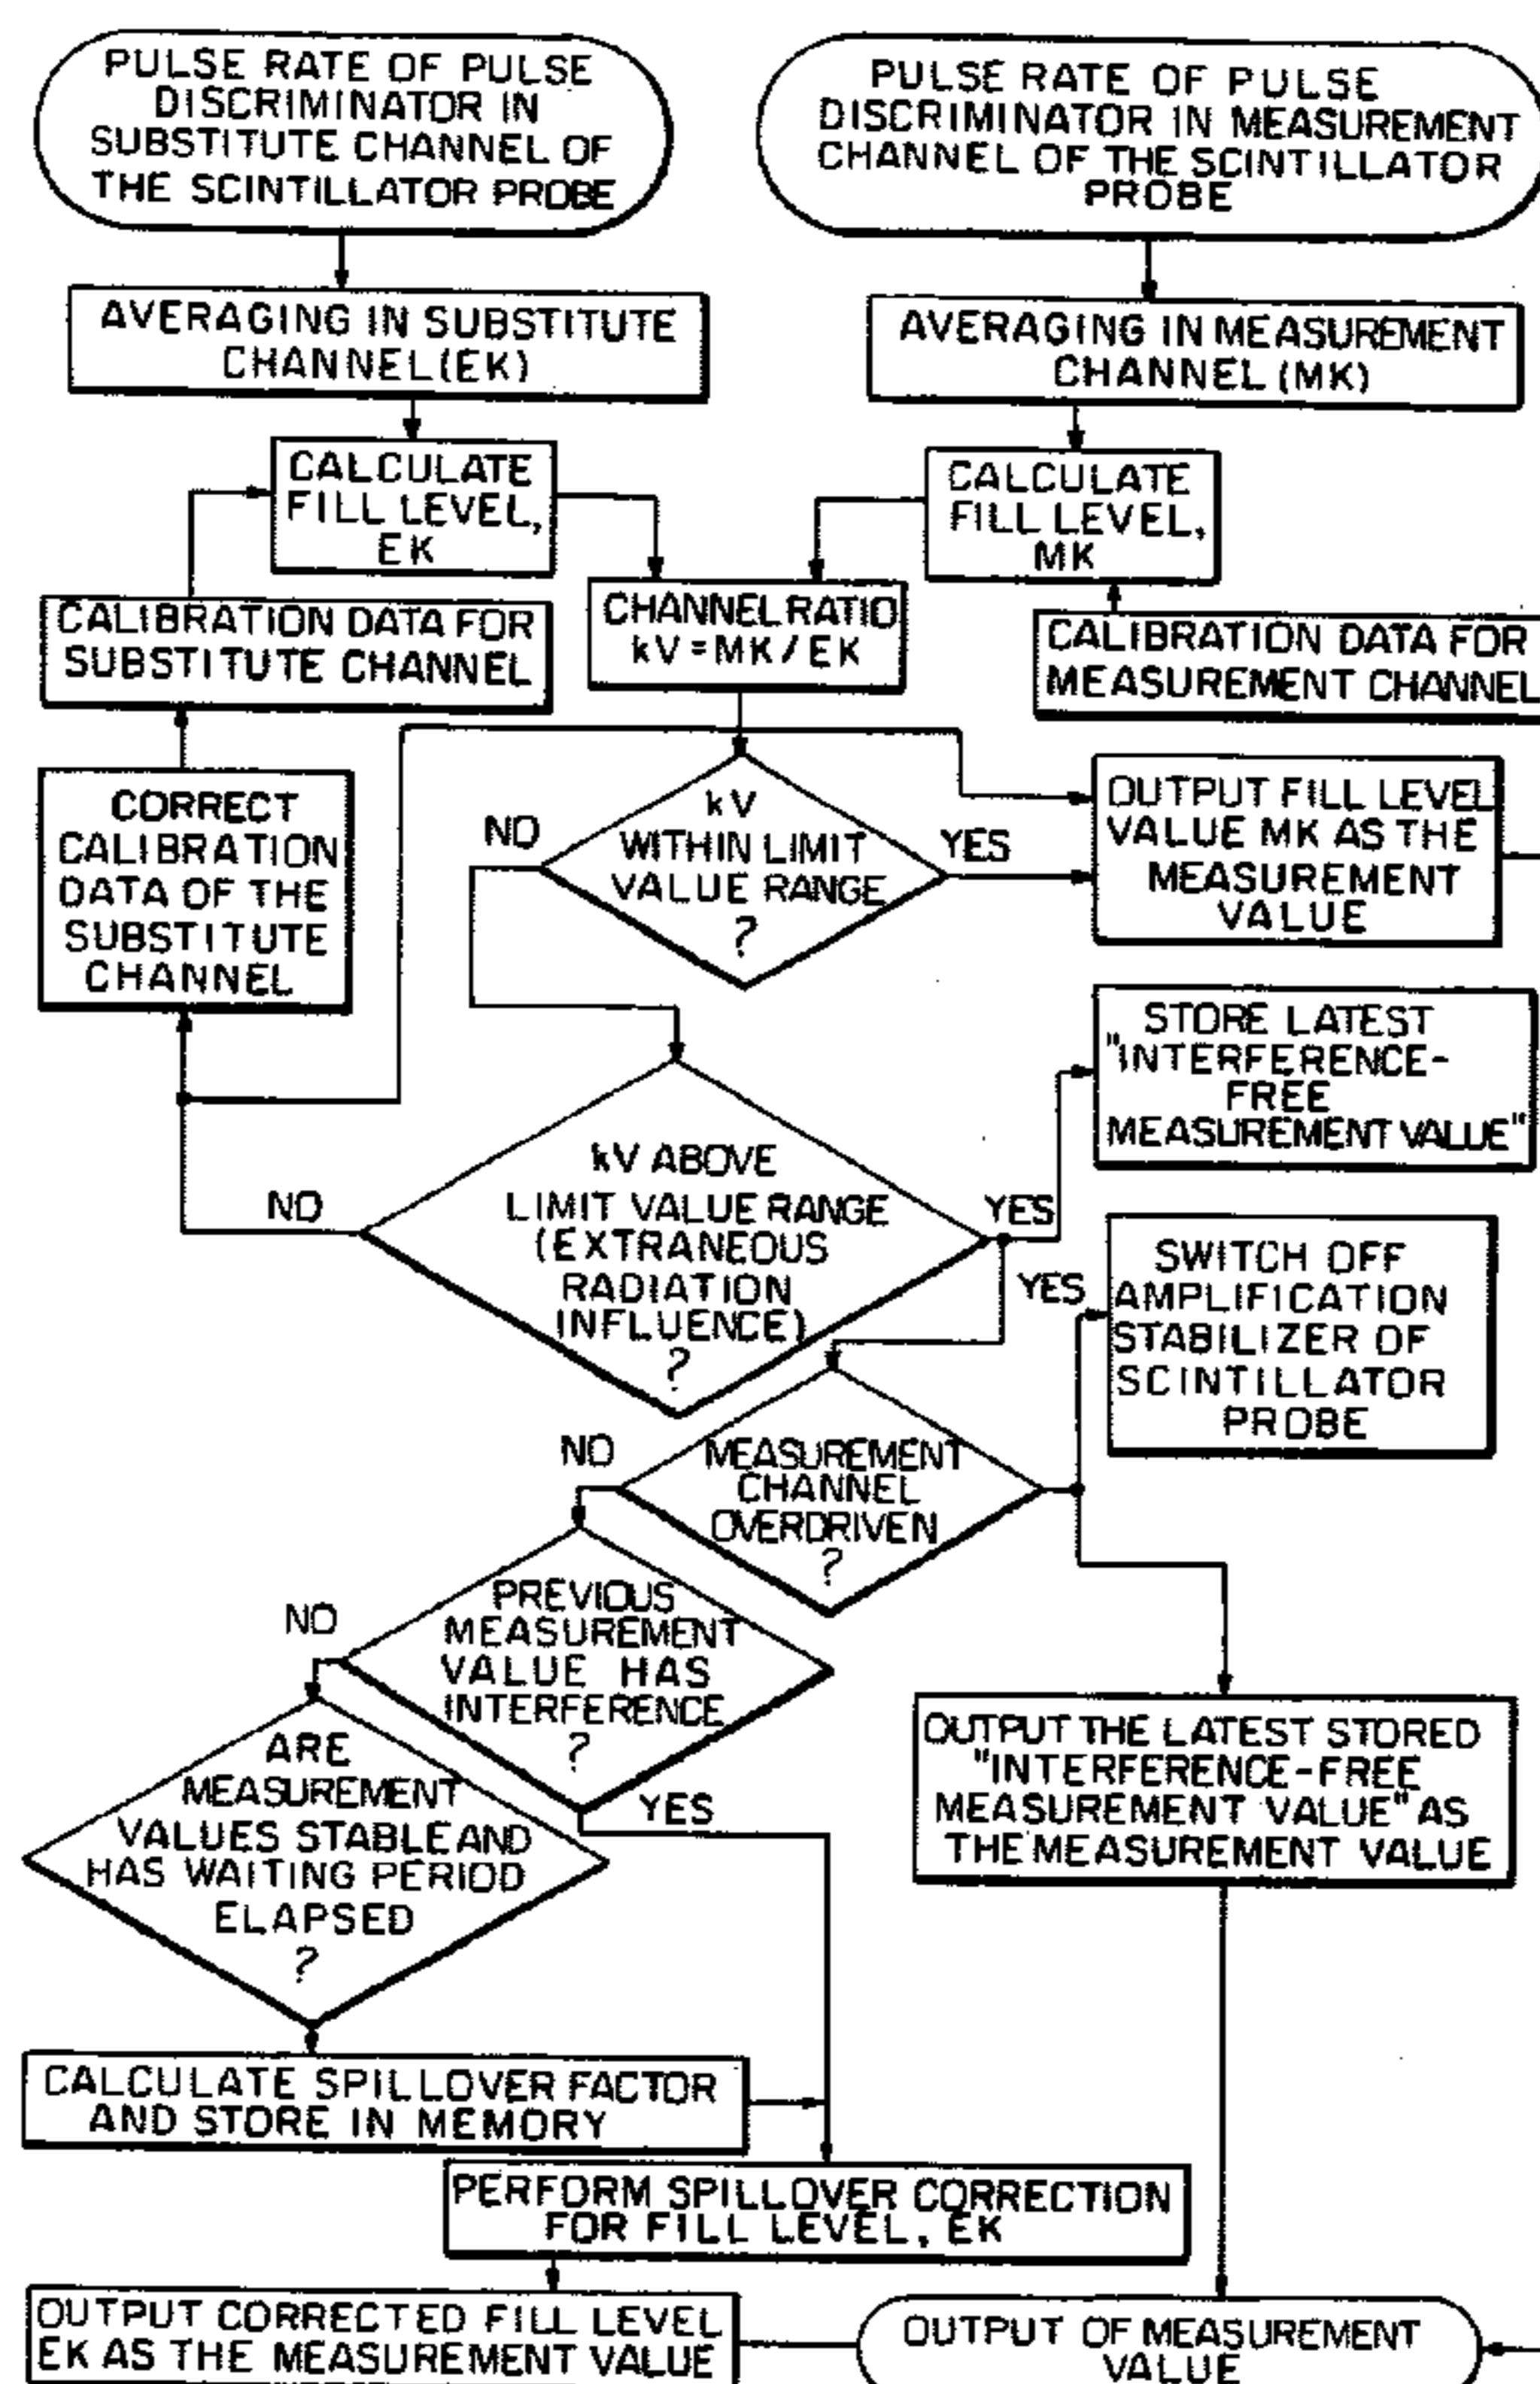 PULSE RATE OF PULSE
DISCRIMINATOR IN
SUBSTITUTE CHANNEL OF
THE SCINTILLATOR PROBE
PULSE RATE OF PULSE
DISCRIMINATOR IN MEASUREMENT
CHANNEL OF THE SCINTILLATOR
PROBE
AVERAGING IN SUBSTITUTE
CHANNEL(EK)
AVERAGING IN MEASUREMENT
CHANNEL (MK)
CALCULATE
FILL LEVEL,
EK
CALCULATE
FILL LEVEL,
MK
CALIBRATION DATA FOR
SUBSTITUTE CHANNEL
CHANNEL RATIO
kV=MK/EK
CALIBRATION DATA FOR
MEASUREMENT CHANNEL
CORRECT
CALIBRATION
DATA OF THE
SUBSTITUTE
CHANNEL
NO
kV
WITHIN LIMIT
VALUE RANGE
?
YES
OUTPUT FILL LEVEL
VALUE MK AS THE
MEASUREMENT
VALUE
STORE LATEST
"INTERFERENCE-
FREE
MEASUREMENT VALUE"
NO
kV ABOVE
LIMIT VALUE RANGE
(EXTRANEOUS
RADIATION
INFLUENCE)
?
YES
YES
SWITCH OFF
AMPLIFICATION
STABILIZER OF
SCINTILLATOR
PROBE
NO
MEASUREMENT
CHANNEL
OVERDRIVEN
?
NO
PREVIOUS
MEASUREMENT
VALUE HAS
INTERFERENCE
?
YES
ARE
MEASUREMENT
VALUES STABLE AND
HAS WAITING PERIOD
ELAPSED
?
OUTPUT THE LATEST STORED
"INTERFERENCE-FREE
MEASUREMENT VALUE" AS
THE MEASUREMENT VALUE
CALCULATE SPILLOVER FACTOR
AND STORE IN MEMORY
PERFORM SPILLOVER CORRECTION
FOR FILL LEVEL, EK
OUTPUT CORRECTED FILL LEVEL
EK AS THE MEASUREMENT VALUE
OUTPUT OF MEASUREMENT
VALUE